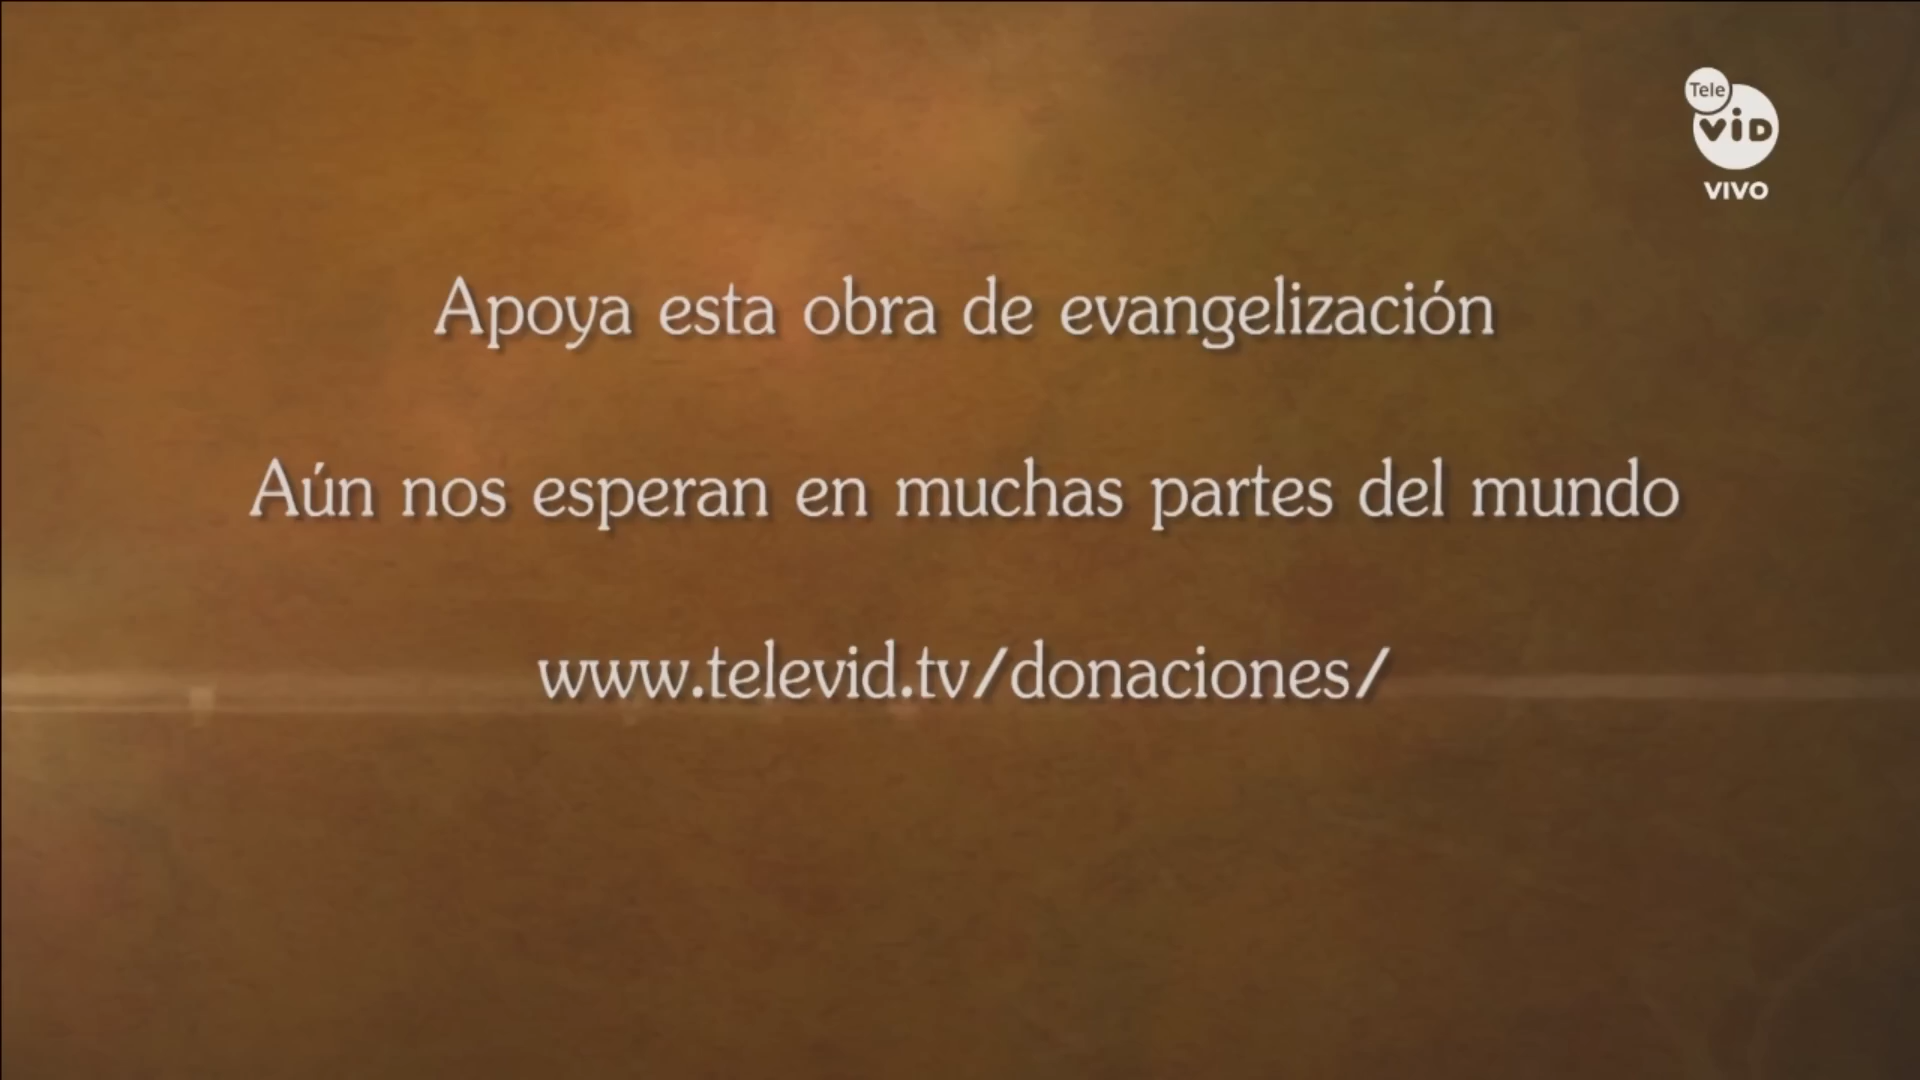 Tele
ViD
VIVO
Apoya esta obra de evangelización
Aún nos esperan en muchas partes del mundo
www.televid.tv/donaciones/